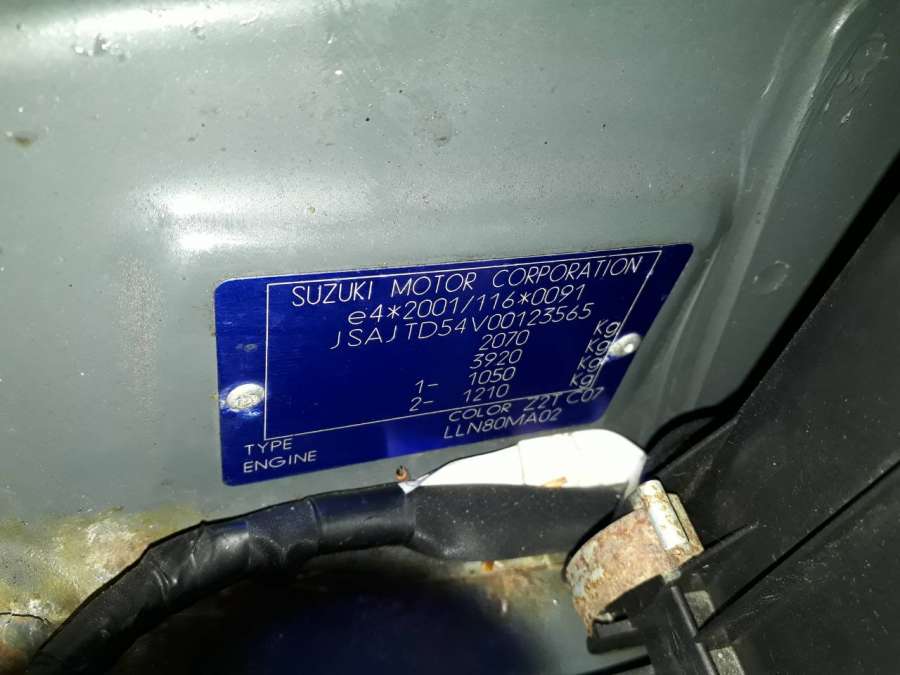 SUZUKI MOTOR CORPORATION
e4*2001/116*0091
JSAJTD54V00123565
2070 Kg
3920 Kg
1- 1050 Kg
2- 1210 Kg
TYPE COLOR Z2T C07
ENGINE LLN80MA02